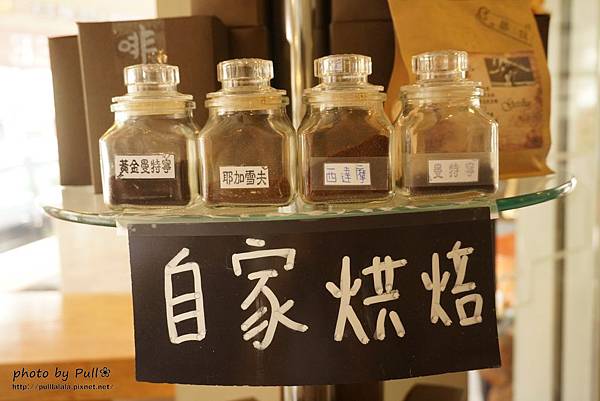 黃金曼特寧
耶加雪夫
西達摩
曼特寧
自家烘焙
photo by Pull
http://pulllalala.pixnet.net/